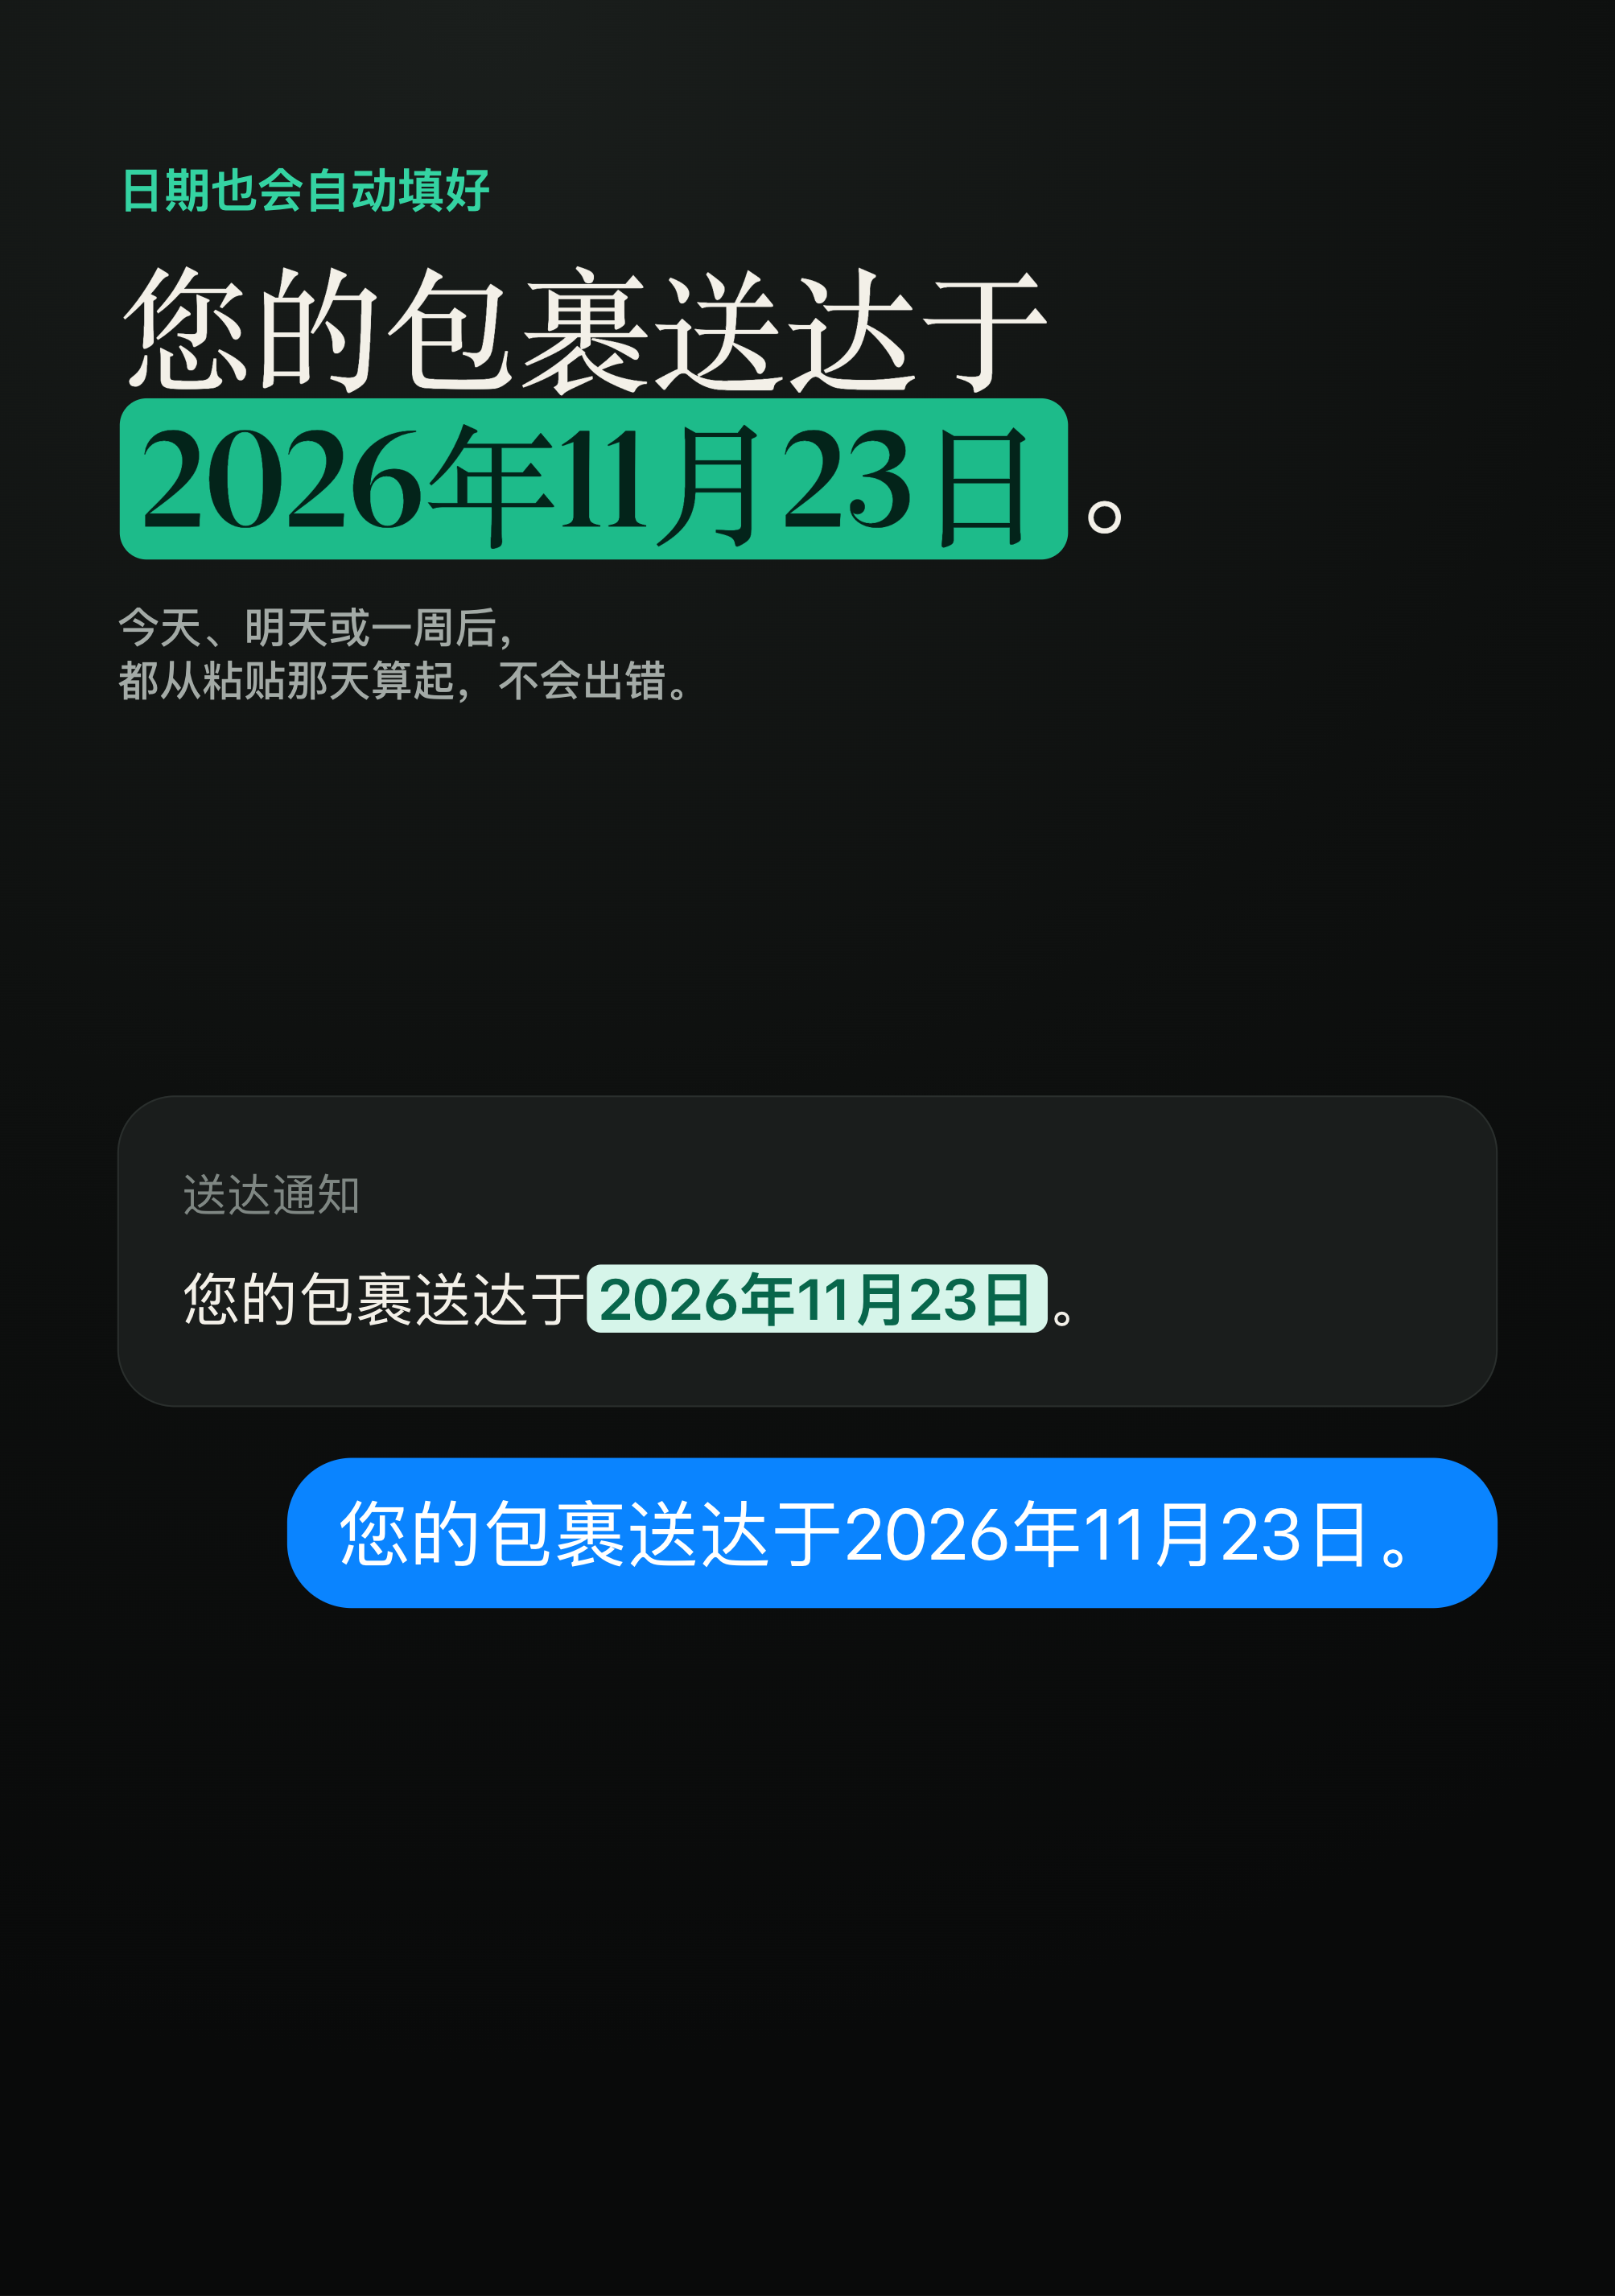 日期也会自动填好
您的包裹送达于
2026年11月23日。
今天、明天或一周后，
都从粘贴那天算起，不会出错。
送达通知
您的包裹送达于2026年11月23日。
您的包裹送达于2026年11月23日。